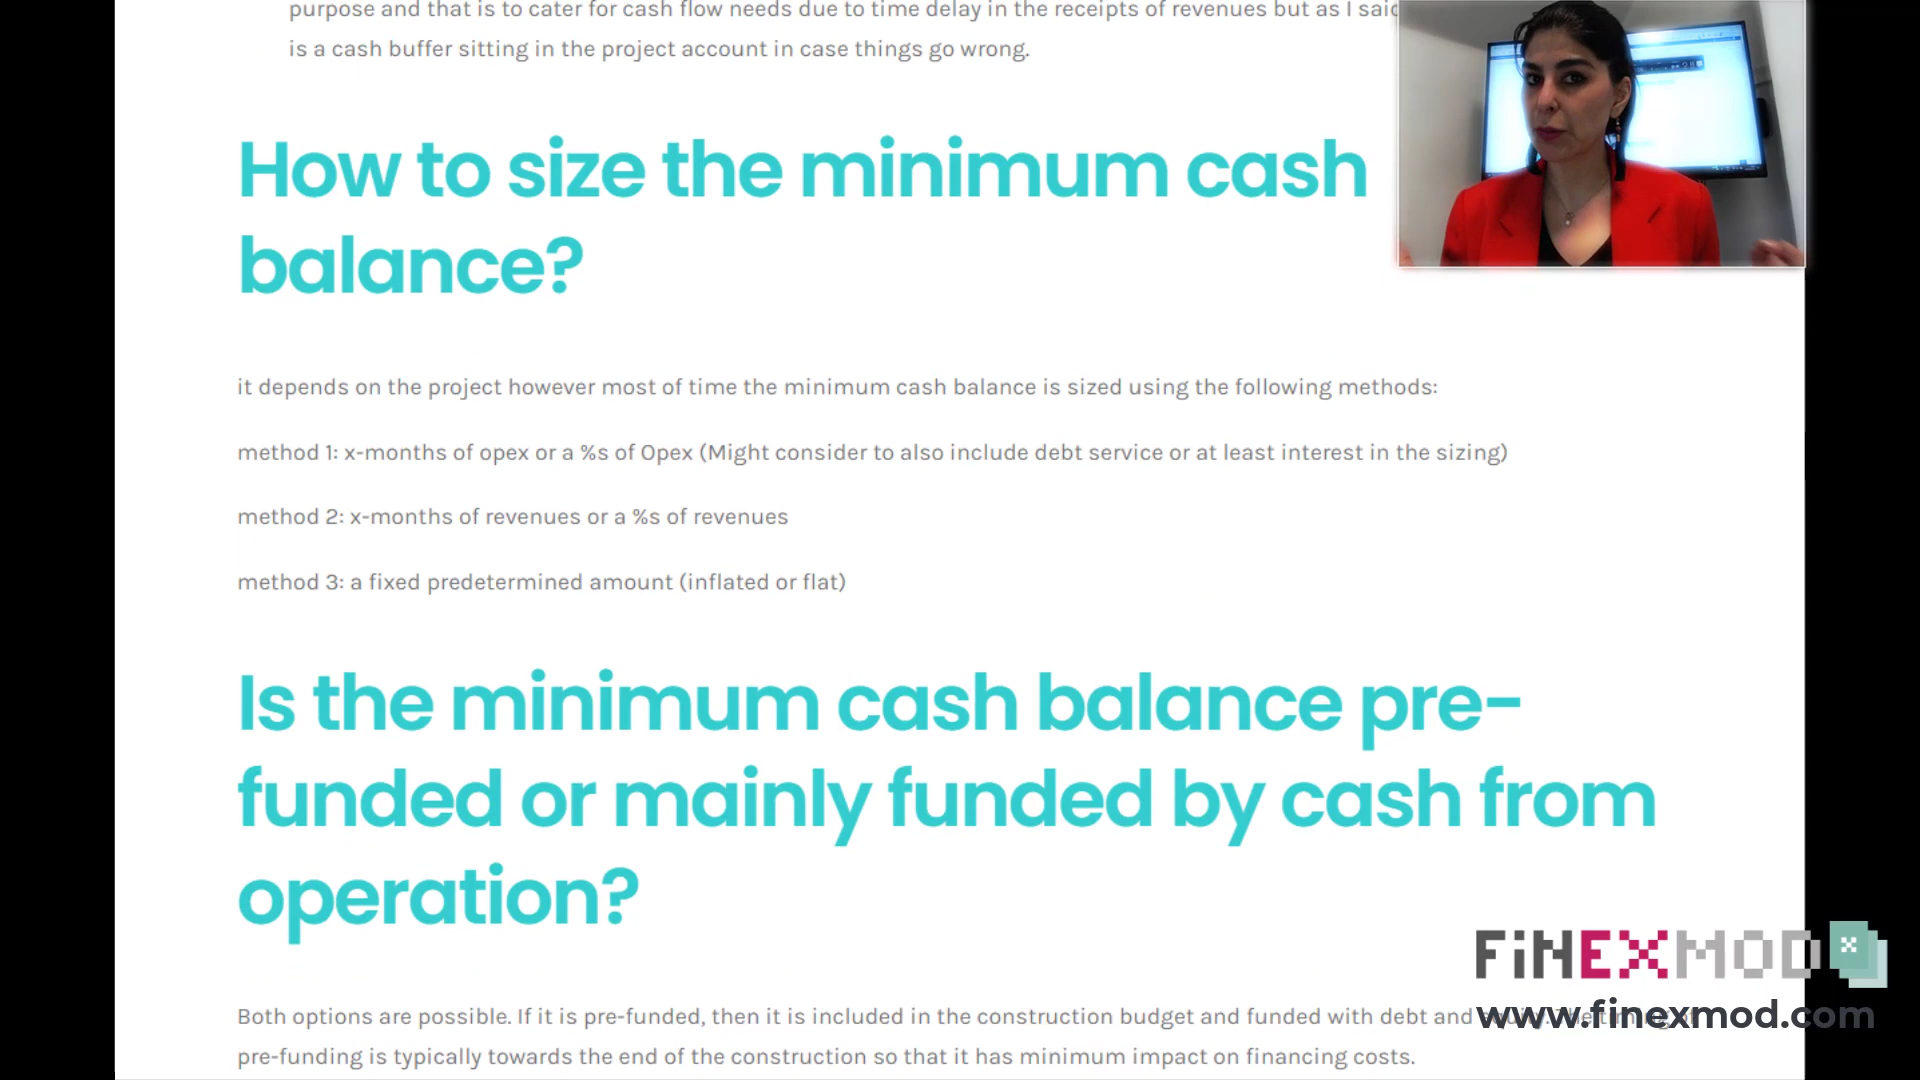 purpose and that is to cater for cash flow needs due to time delay in the receipts of revenues but as I said
is a cash buffer sitting in the project account in case things go wrong.
How to size the minimum cash
balance?
it depends on the project however most of time the minimum cash balance is sized using the following methods:
method 1: x-months of opex or a %s of Opex (Might consider to also include debt service or at least interest in the sizing)
method 2: x-months of revenues or a %s of revenues
method 3: a fixed predetermined amount (inflated or flat)
Is the minimum cash balance pre-
funded or mainly funded by cash from
operation?
FiNEXMOD
Both options are possible. If it is pre-funded, then it is included in the construction budget and funded with debt and equity. The timing of
www.finexmod.com
pre-funding is typically towards the end of the construction so that it has minimum impact on financing costs.